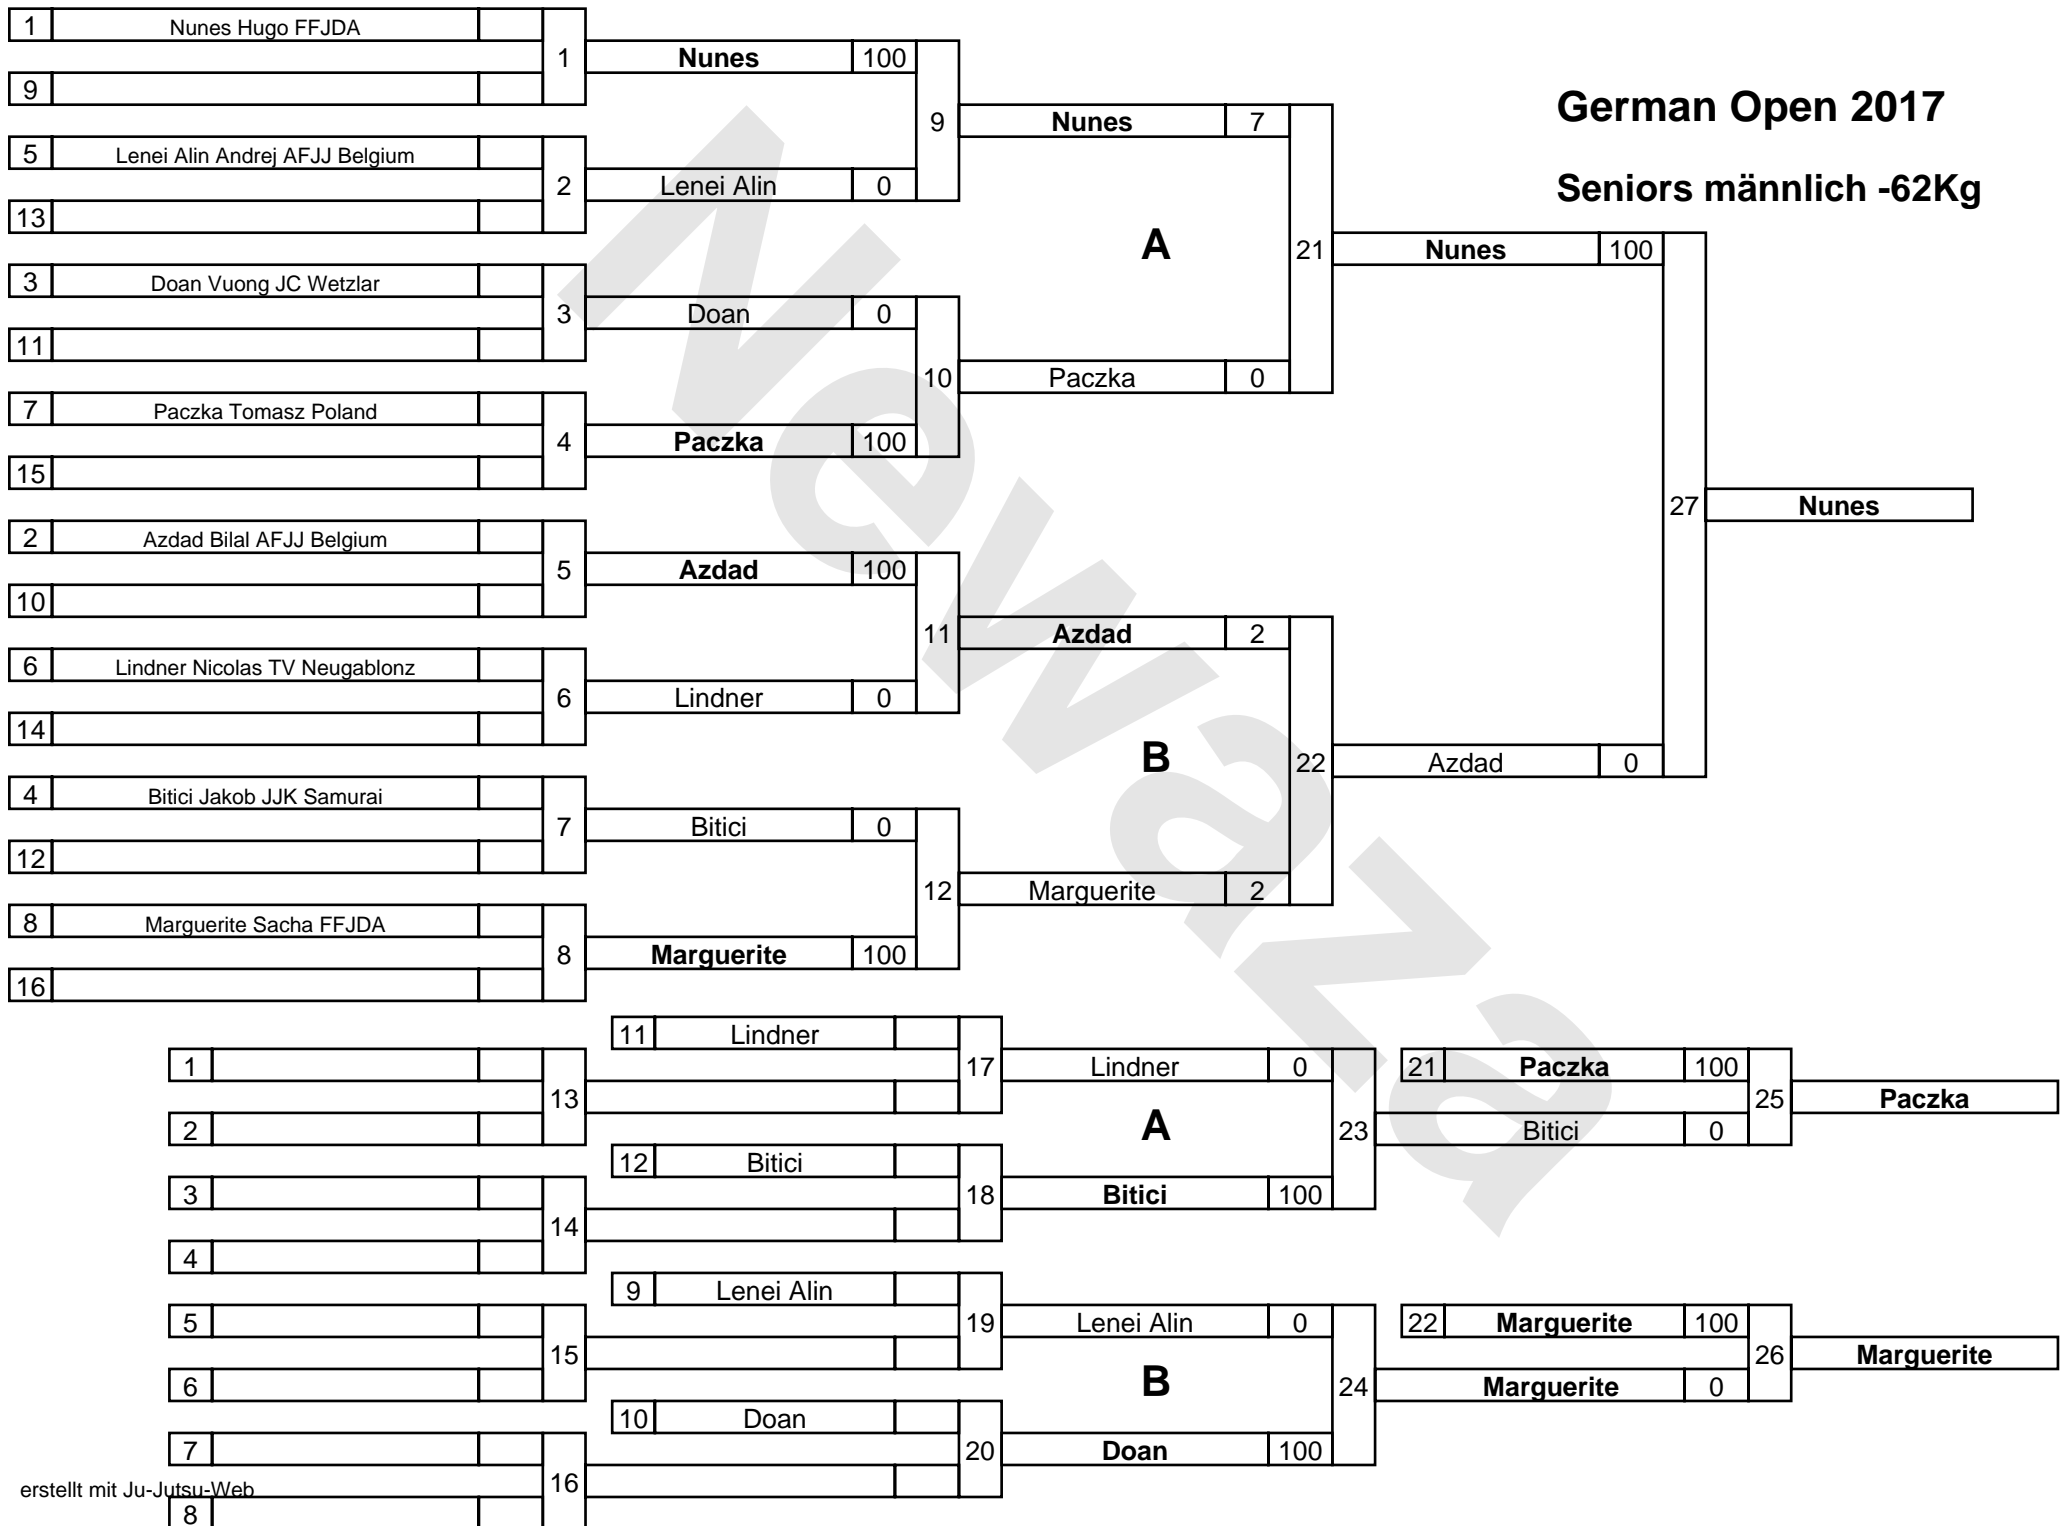 German Open 2017
Seniors männlich -62Kg
1 Nunes Hugo FFJDA
9
1
5 Lenei Alin Andrej AFJJ Belgium
13
2
3 Doan Vuong JC Wetzlar
11
3
7 Paczka Tomasz Poland
15
4
2 Azdad Bilal AFJJ Belgium
10
5
6 Lindner Nicolas TV Neugablonz
14
6
4 Bitici Jakob JJK Samurai
12
7
8 Marguerite Sacha FFJDA
16
8
Nunes 100
Lenei Alin 0
9
Doan 0
Paczka 100
10
Azdad 100
Lindner 0
11
Bitici 0
Marguerite 100
12
Nunes 7
A
Paczka 0
21
Azdad 2
B
Marguerite 2
22
Nunes 100
Azdad 0
27
Nunes
1
2
13
3
4
14
5
6
15
7
8
16
11 Lindner
17
12 Bitici
18
9 Lenei Alin
19
10 Doan
20
Lindner 0
A
Bitici 100
23
Lenei Alin 0
B
Doan 100
24
21 Paczka 100
Bitici 0
25
Paczka
22 Marguerite 100
Marguerite 0
26
Marguerite
erstellt mit Ju-Jutsu-Web
Newaza